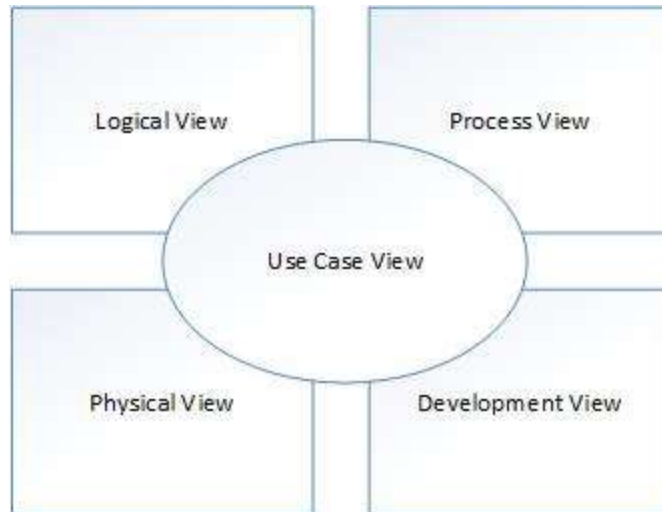 Logical View
Process View
Use Case View
Physical View
Development View